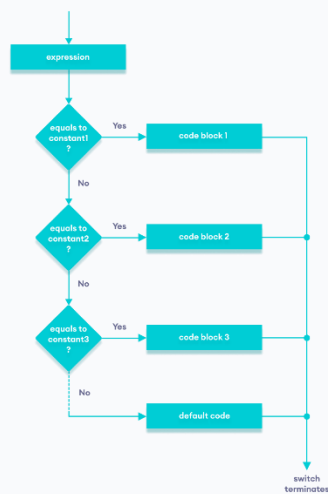 expression
equals to
constant1
?
Yes
code block 1
No
equals to
constant2
?
Yes
code block 2
No
equals to
constant3
?
Yes
code block 3
No
default code
switch
terminates